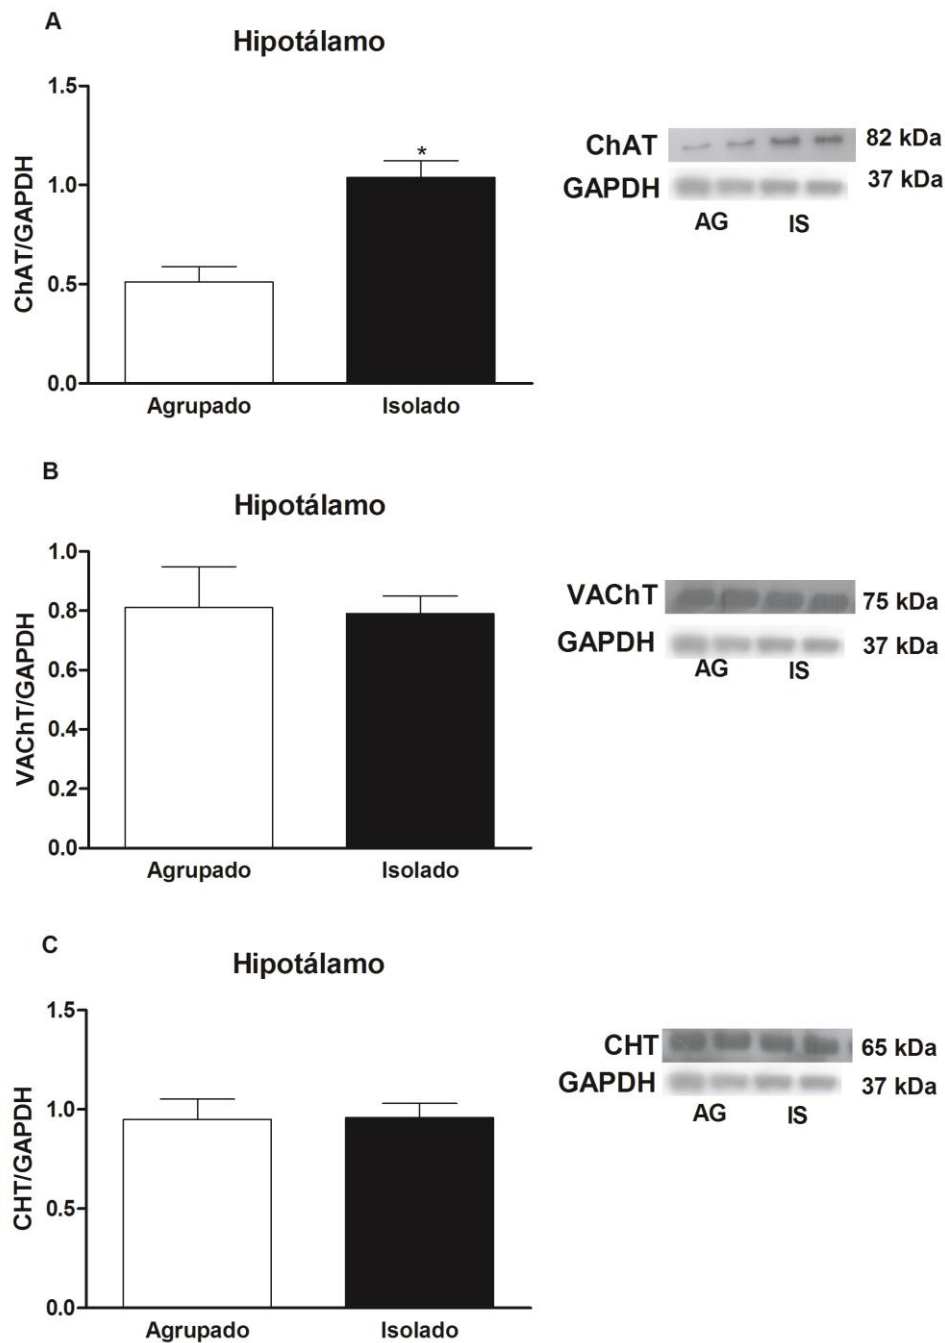 A
Hipotálamo
ChAT/GAPDH
1.5
1.0
0.5
0.0
*
Agrupado Isolado
ChAT 82 kDa
GAPDH 37 kDa
AG IS
B
Hipotálamo
VAChT/GAPDH
1.0
0.8
0.6
0.4
0.2
0.0
Agrupado Isolado
VAChT 75 kDa
GAPDH 37 kDa
AG IS
C
Hipotálamo
CHT/GAPDH
1.5
1.0
0.5
0.0
Agrupado Isolado
CHT 65 kDa
GAPDH 37 kDa
AG IS